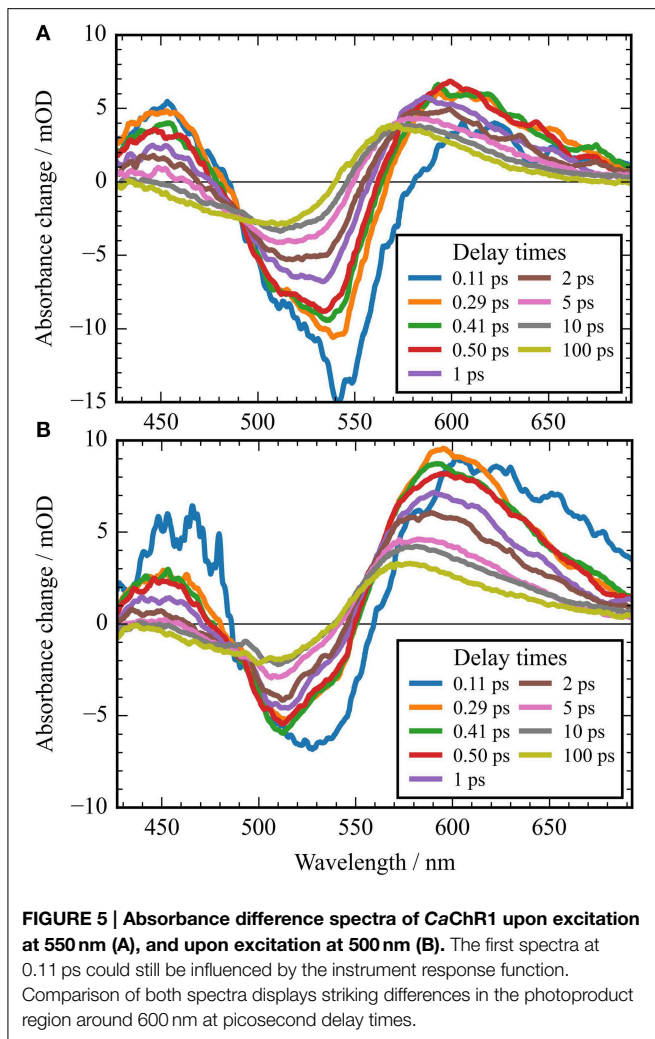 A
10
5
0
−5
−10
−15
Absorbance change / mOD
Delay times
0.11 ps
2 ps
0.29 ps
5 ps
0.41 ps
10 ps
0.50 ps
100 ps
1 ps
450 500 550 600 650
B
10
5
0
−5
−10
Absorbance change / mOD
Delay times
0.11 ps
2 ps
0.29 ps
5 ps
0.41 ps
10 ps
0.50 ps
100 ps
1 ps
450 500 550 600 650
Wavelength / nm
FIGURE 5 | Absorbance difference spectra of CaChR1 upon excitation
at 550 nm (A), and upon excitation at 500 nm (B). The first spectra at
0.11 ps could still be influenced by the instrument response function.
Comparison of both spectra displays striking differences in the photoproduct
region around 600 nm at picosecond delay times.